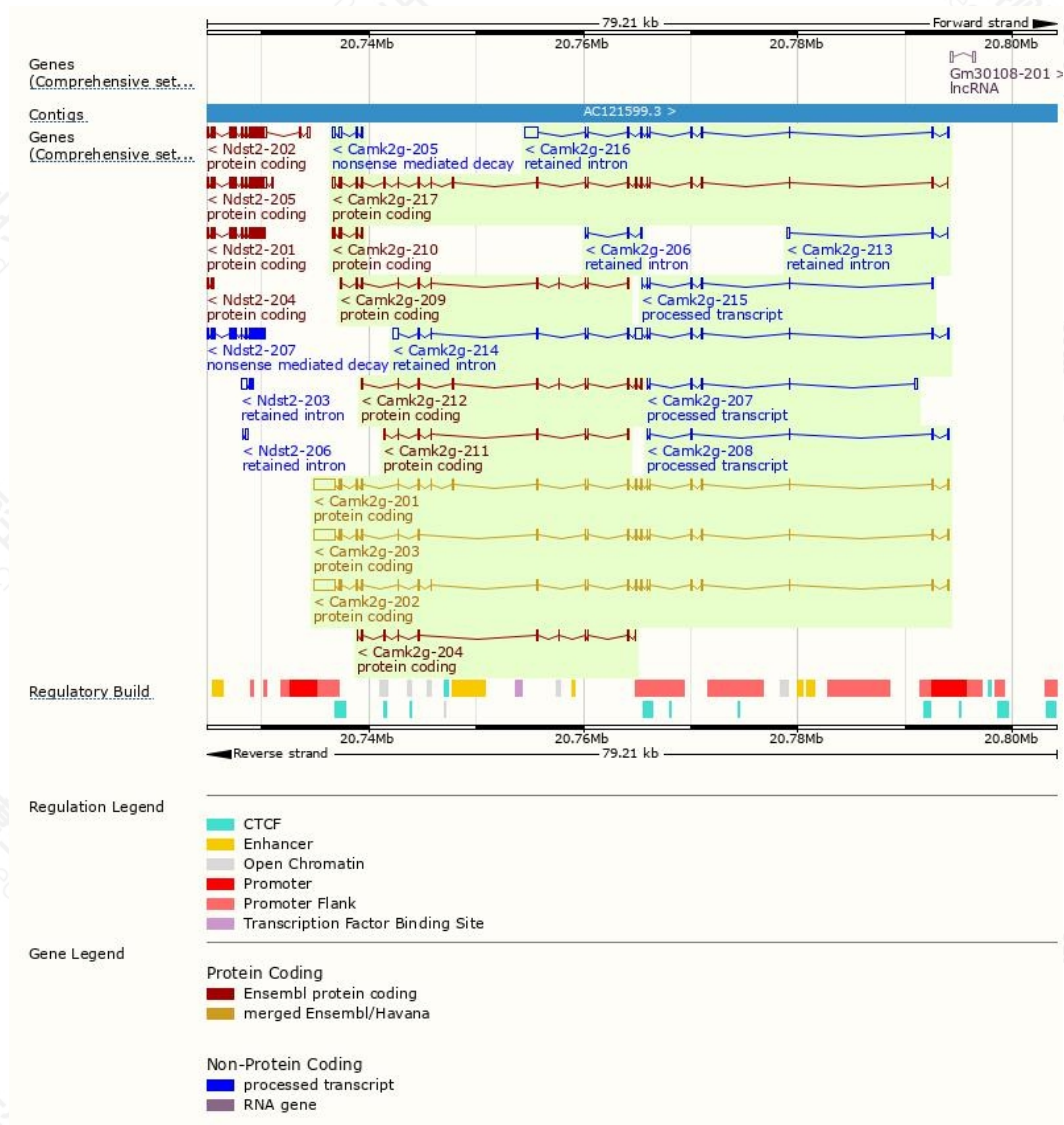 79.21 kb Forward strand
20.74Mb 20.76Mb 20.78Mb 20.80Mb
Genes
(Comprehensive set...
Gm30108-201 >
lncRNA
Contigs AC121599.3 >
Genes
(Comprehensive set...
< Ndst2-202 < Camk2g-205 < Camk2g-216
protein coding nonsense mediated decay retained intron
< Ndst2-205 < Camk2g-217
protein coding protein coding
< Ndst2-201 < Camk2g-210 < Camk2g-206 < Camk2g-213
protein coding protein coding retained intron retained intron
< Ndst2-204 < Camk2g-209 < Camk2g-215
protein coding protein coding processed transcript
< Ndst2-207 < Camk2g-214
nonsense mediated decay retained intron
< Ndst2-203 < Camk2g-212 < Camk2g-207
retained intron protein coding processed transcript
< Ndst2-206 < Camk2g-211 < Camk2g-208
retained intron protein coding processed transcript
< Camk2g-201
protein coding
< Camk2g-203
protein coding
< Camk2g-202
protein coding
< Camk2g-204
protein coding
Regulatory Build
20.74Mb 20.76Mb 20.78Mb 20.80Mb
Reverse strand 79.21 kb
Regulation Legend
CTCF
Enhancer
Open Chromatin
Promoter
Promoter Flank
Transcription Factor Binding Site
Gene Legend
Protein Coding
Ensembl protein coding
merged Ensembl/Havana
Non-Protein Coding
processed transcript
RNA gene